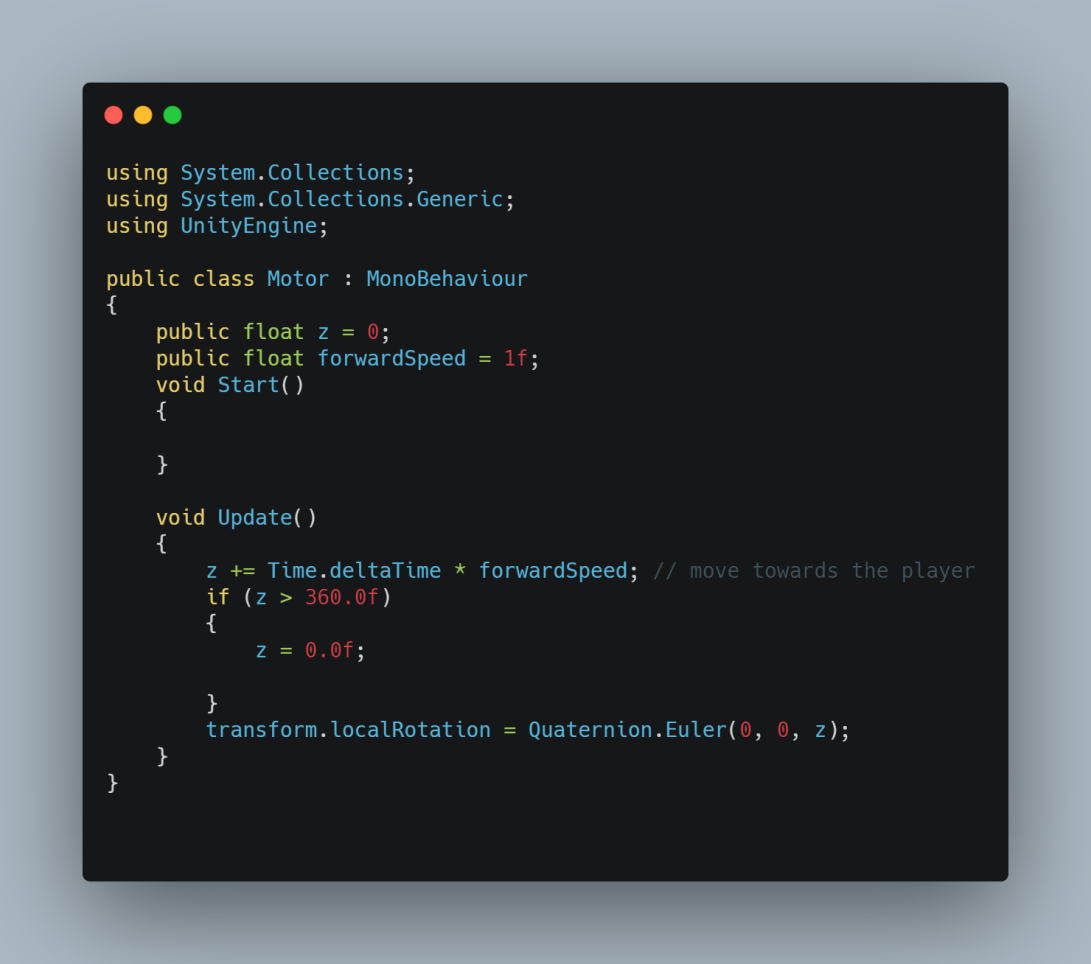 using System.Collections;
using System.Collections.Generic;
using UnityEngine;

public class Motor : MonoBehaviour
{
    public float z = 0;
    public float forwardSpeed = 1f;
    void Start()
    {

    }

    void Update()
    {
        z += Time.deltaTime * forwardSpeed; // move towards the player
        if (z > 360.0f)
        {
            z = 0.0f;

        }
        transform.localRotation = Quaternion.Euler(0, 0, z);
    }
}